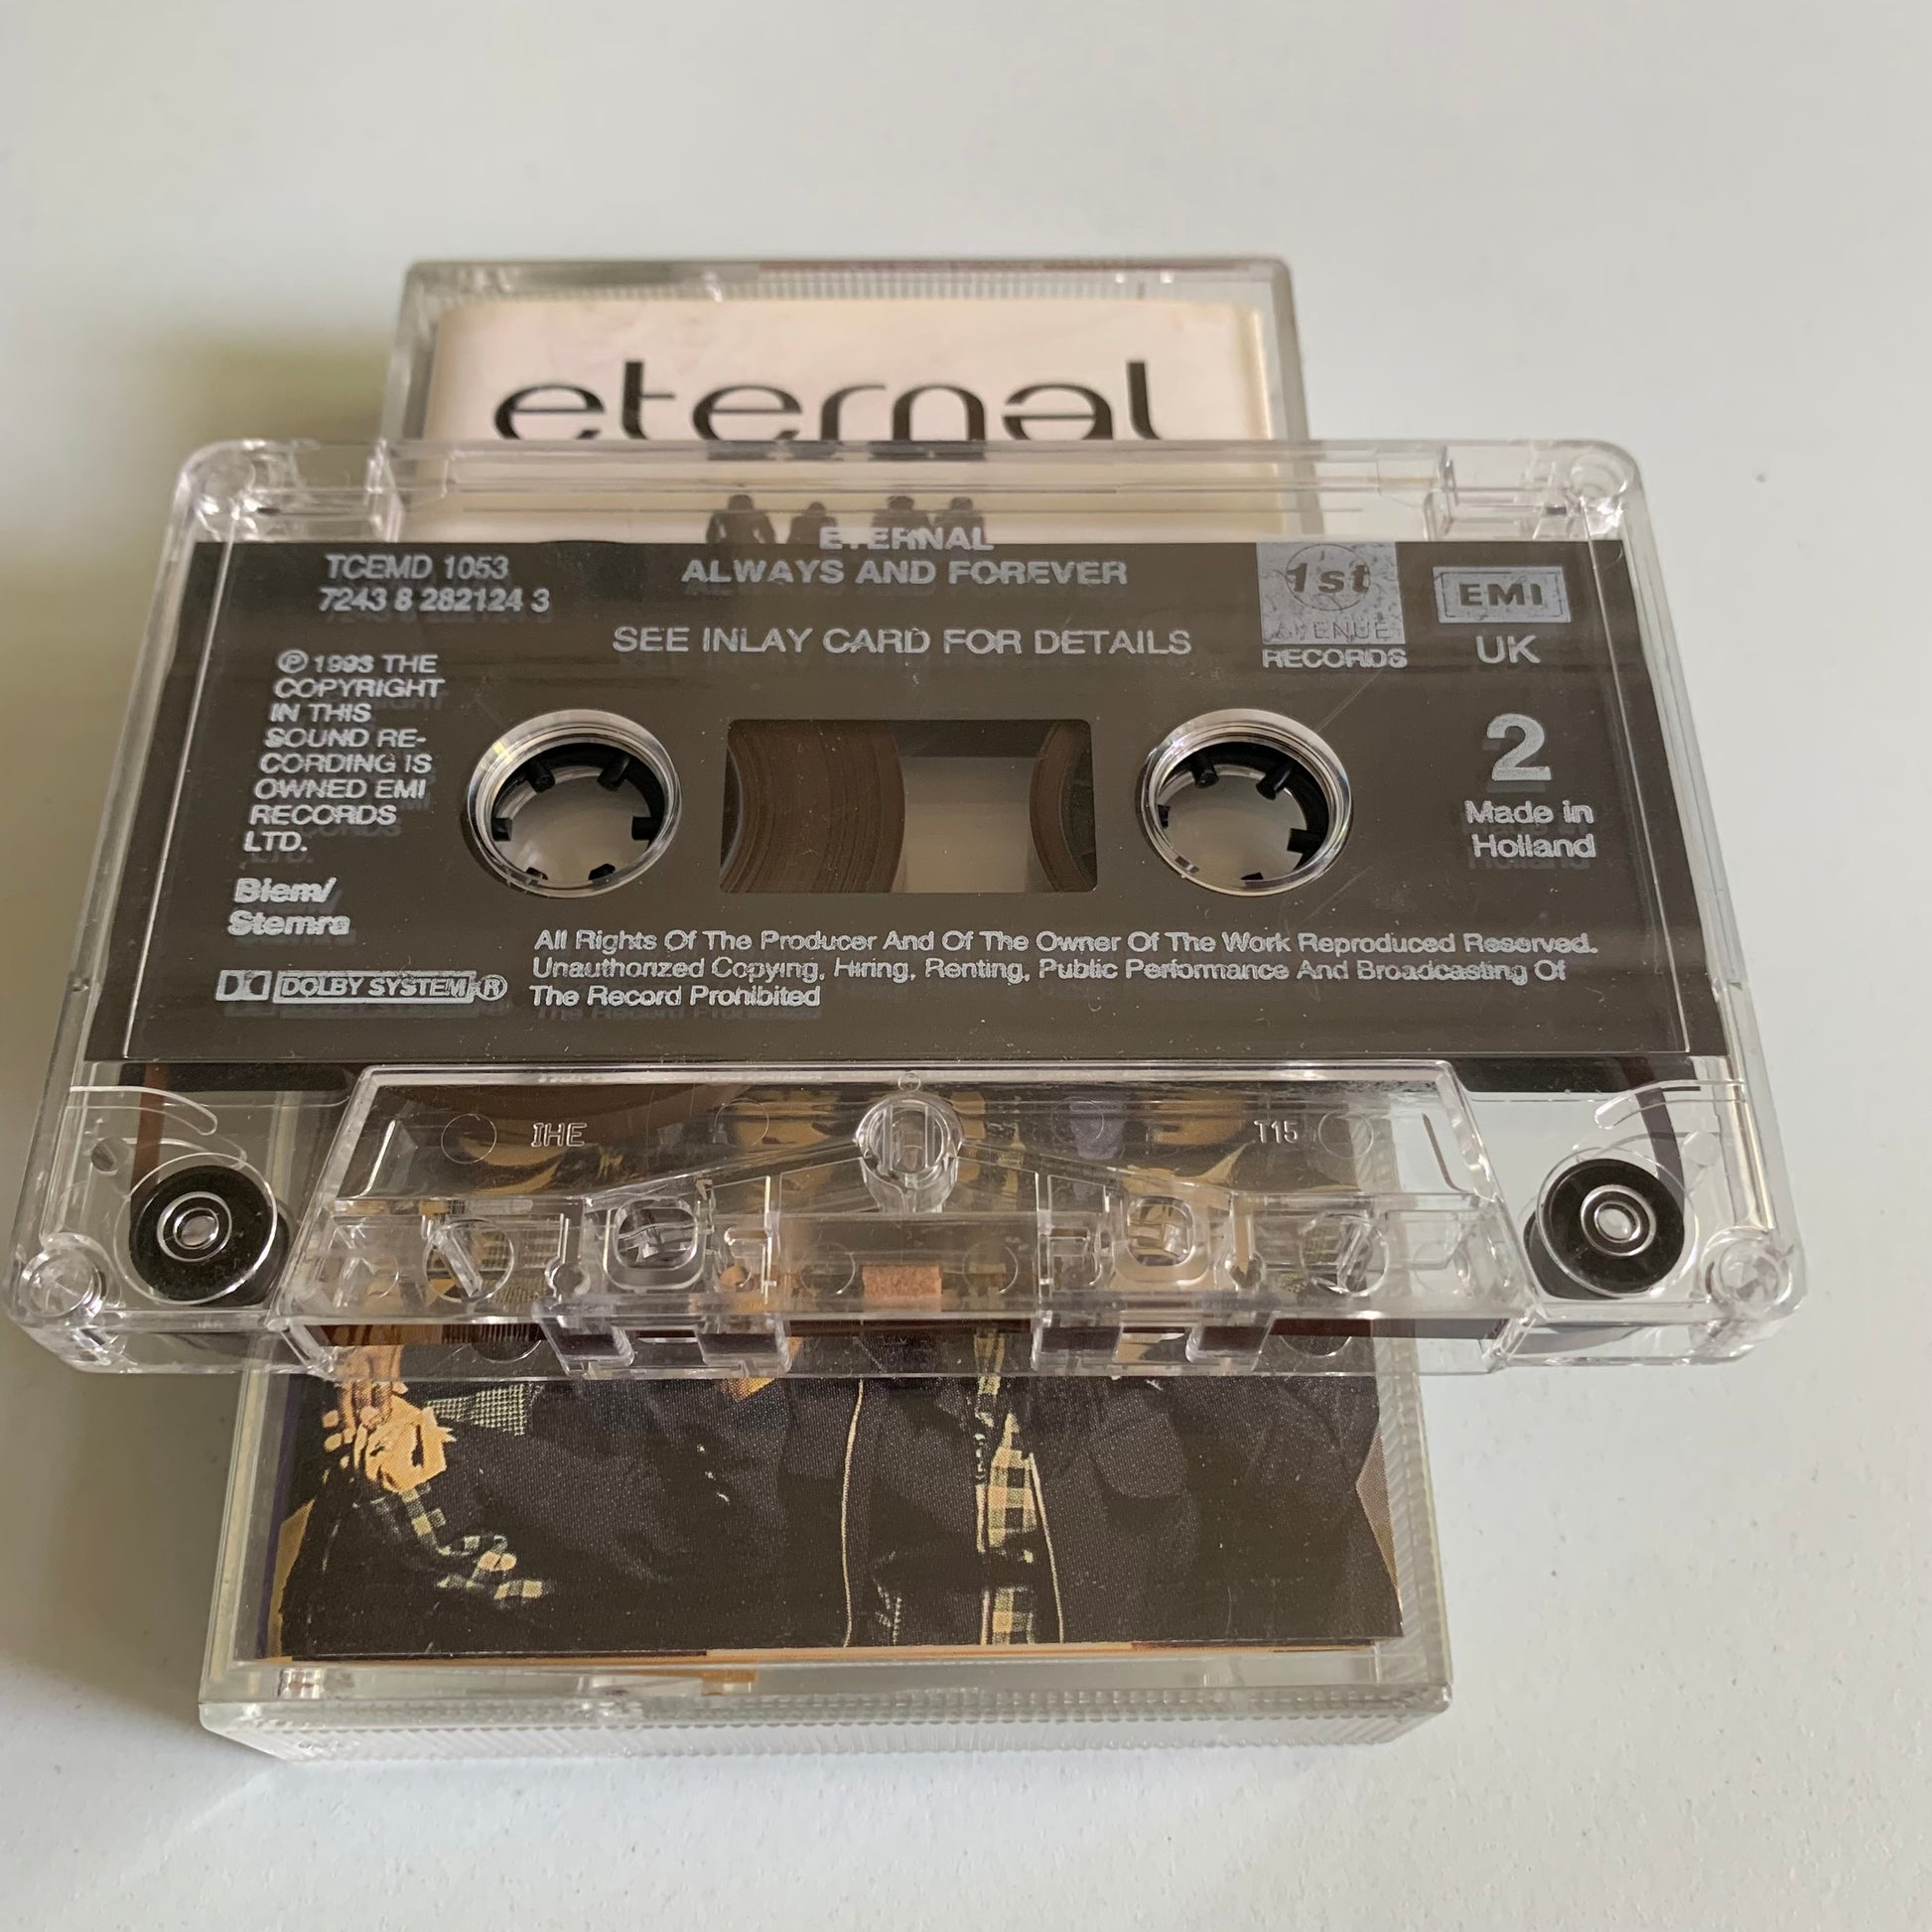 eternal
ETERNAL
ALWAYS AND FOREVER
SEE INLAY CARD FOR DETAILS
TCEMD 1053
7243 8 282124 3
Ⓟ 1993 THE
COPYRIGHT
IN THIS
SOUND RE-
CORDING IS
OWNED EMI
RECORDS
LTD.
Biem/
Stemra
DOLBY SYSTEM ®
1st
AVENUE
RECORDS
EMI
UK
2
Made in
Holland
All Rights Of The Producer And Of The Owner Of The Work Reproduced Reserved.
Unauthorized Copying, Hiring, Renting, Public Performance And Broadcasting Of
The Record Prohibited
IHE
T15